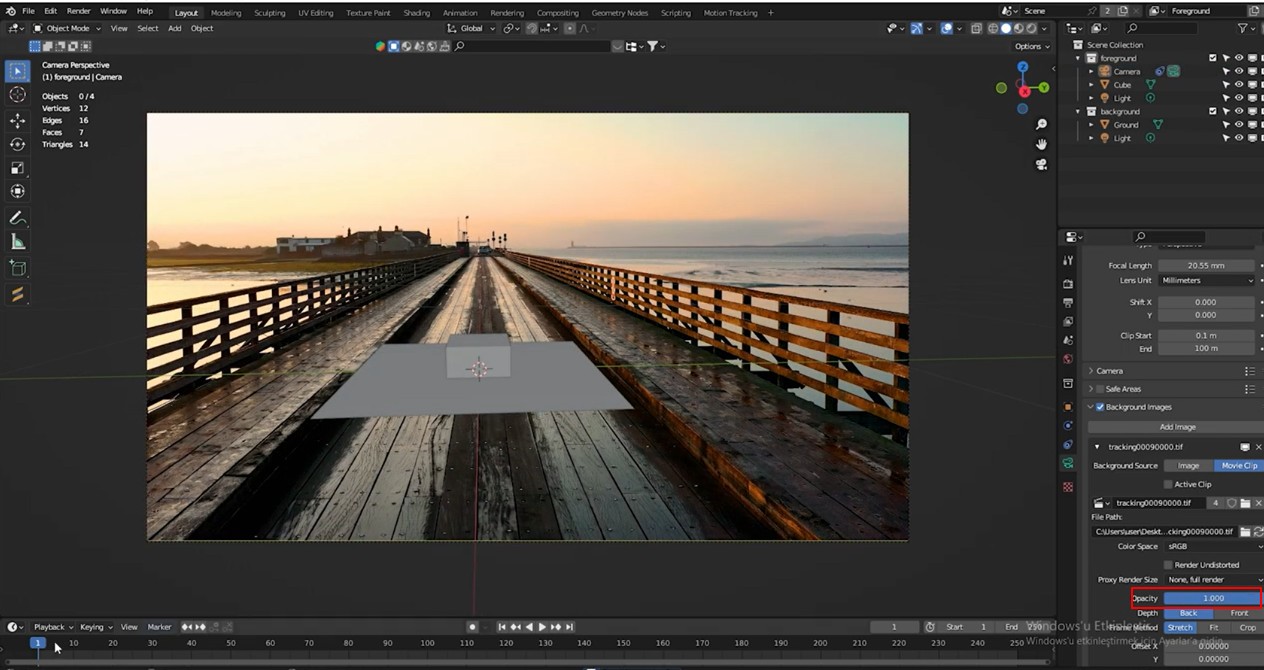 File Edit Render Window Help Layout Modeling Sculpting UV Editing Texture Paint Shading Animation Rendering Compositing Geometry Nodes Scripting Motion Tracking + Scene 2 Foreground
Object Mode View Select Add Object Global
Options
Camera Perspective
(1) foreground | Camera
Objects 0/4
Vertices 12
Edges 16
Faces 7
Triangles 14
Z
Y
X
Scene Collection
foreground
Camera
Cube
Light
background
Ground
Light
Focal Length 20.55 mm
Lens Unit Millimeters
Shift X 0.000
Y 0.000
Clip Start 0.1 m
End 100 m
Camera
Safe Areas
Background Images
Add Image
tracking00090000.tif
Background Source Image Movie Clip
Active Clip
tracking00090000.tif 4
File Path:
C:\Users\user\Deskt...cking00090000.tif
Color Space sRGB
Render Undistorted
Proxy Render Size None, full render
Opacity 1.000
Depth Back Front
Frame Method Stretch Fit Crop
Offset X 0.00000
Y 0.00000
Playback Keying View Marker 1 Start 1 End 250
1 10 20 30 40 50 60 70 80 90 100 110 120 130 140 150 160 170 180 190 200 210 220 230 240 250
Windows'u Etkinleştir
Windows'u etkinleştirmek için Ayarlar'a gidin.